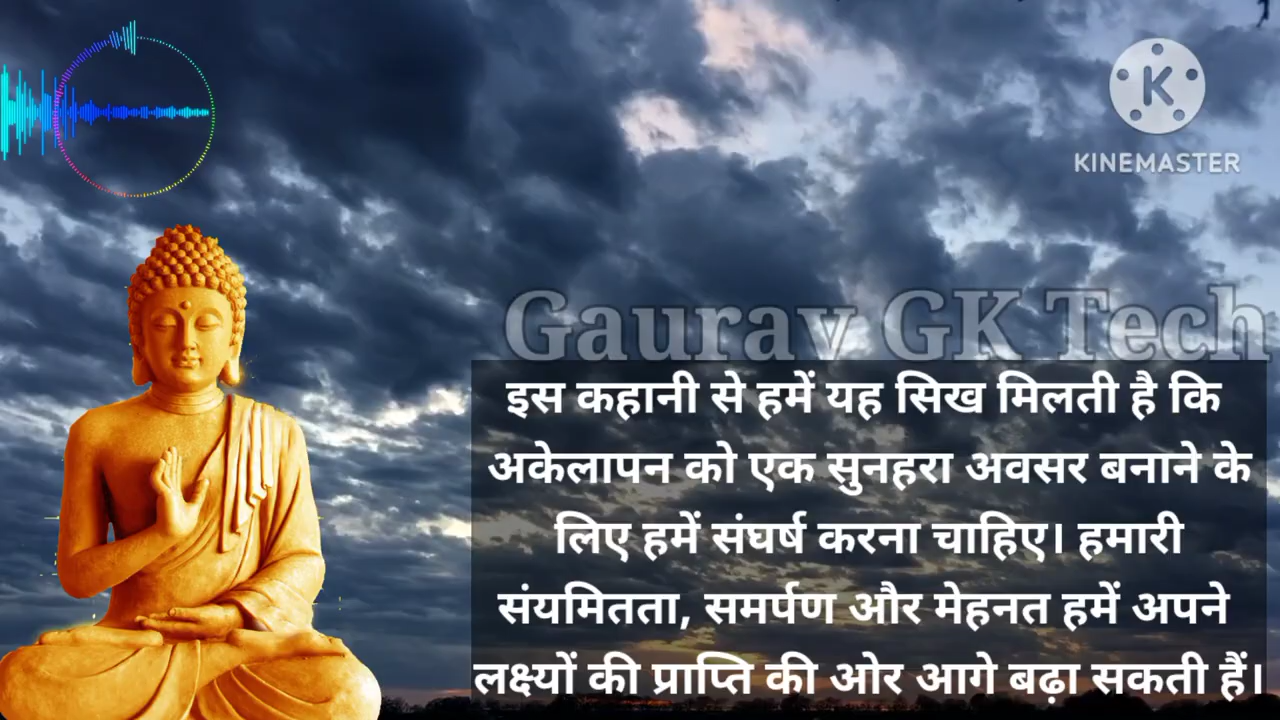 K
KINEMASTER
Gaurav GK Tech
इस कहानी से हमें यह सिख मिलती है कि
अकेलापन को एक सुनहरा अवसर बनाने के
लिए हमें संघर्ष करना चाहिए। हमारी
संयमितता, समर्पण और मेहनत हमें अपने
लक्ष्यों की प्राप्ति की ओर आगे बढ़ा सकती हैं।